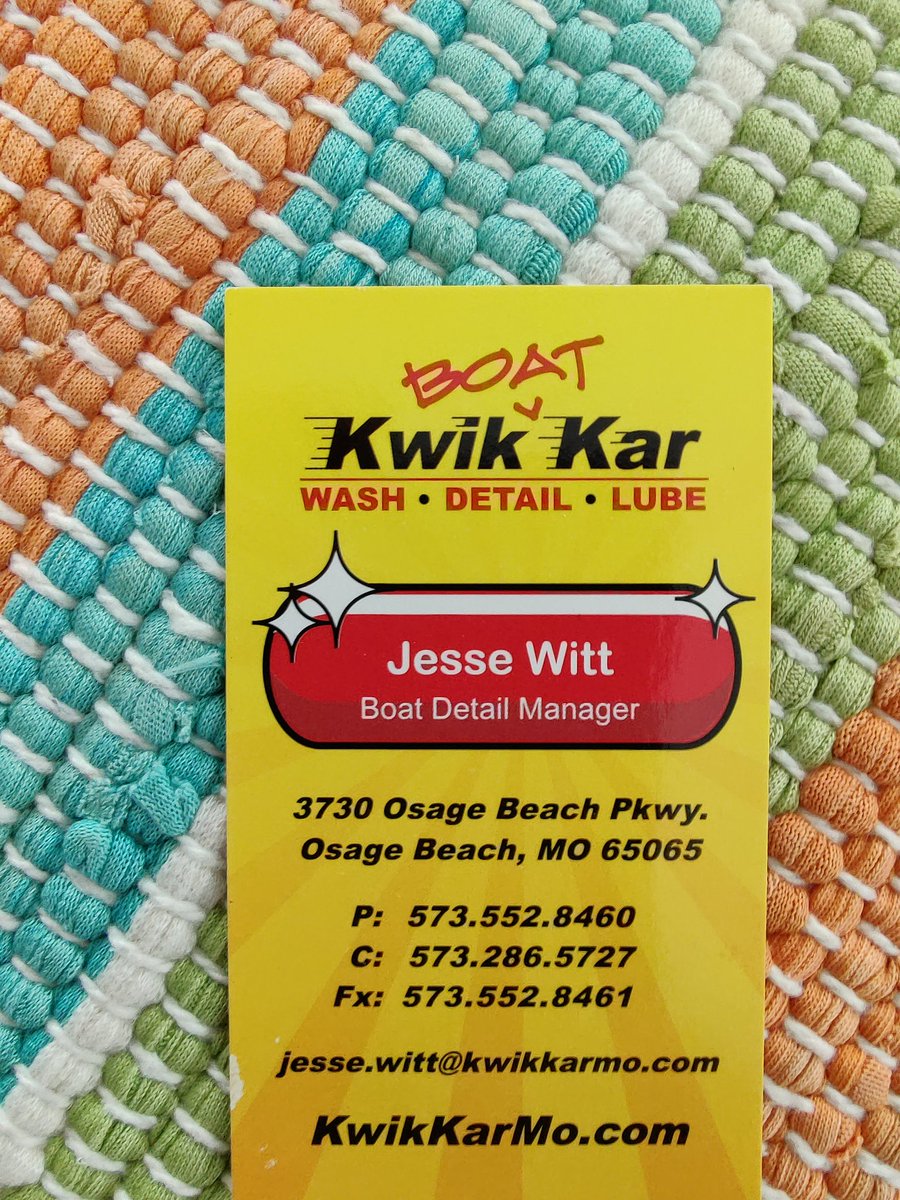 BOAT
Kwik Kar
WASH • DETAIL • LUBE
Jesse Witt
Boat Detail Manager
3730 Osage Beach Pkwy.
Osage Beach, MO 65065
P: 573.552.8460
C: 573.286.5727
Fx: 573.552.8461
jesse.witt@kwikkarmo.com
KwikKarMo.com